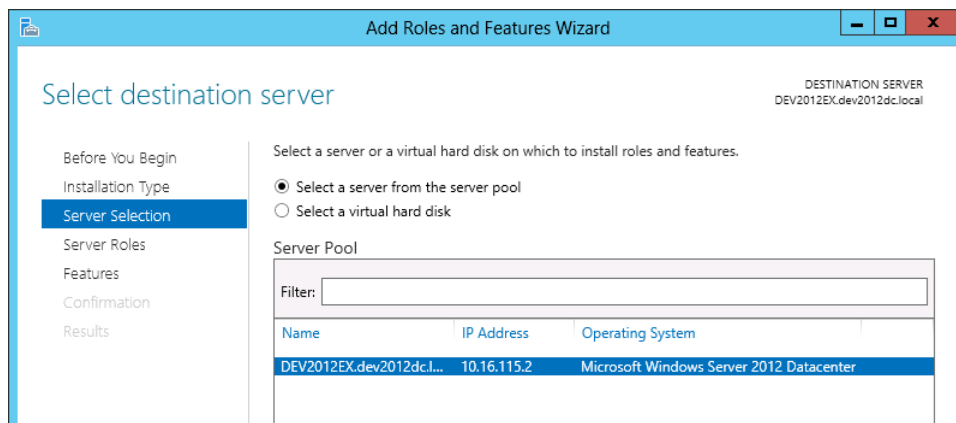 Add Roles and Features Wizard
Select destination server
DESTINATION SERVER
DEV2012EX.dev2012dc.local
Before You Begin
Installation Type
Server Selection
Server Roles
Features
Confirmation
Results
Select a server or a virtual hard disk on which to install roles and features.
Select a server from the server pool
Select a virtual hard disk
Server Pool
Filter:
Name IP Address Operating System
DEV2012EX.dev2012dc.l... 10.16.115.2 Microsoft Windows Server 2012 Datacenter